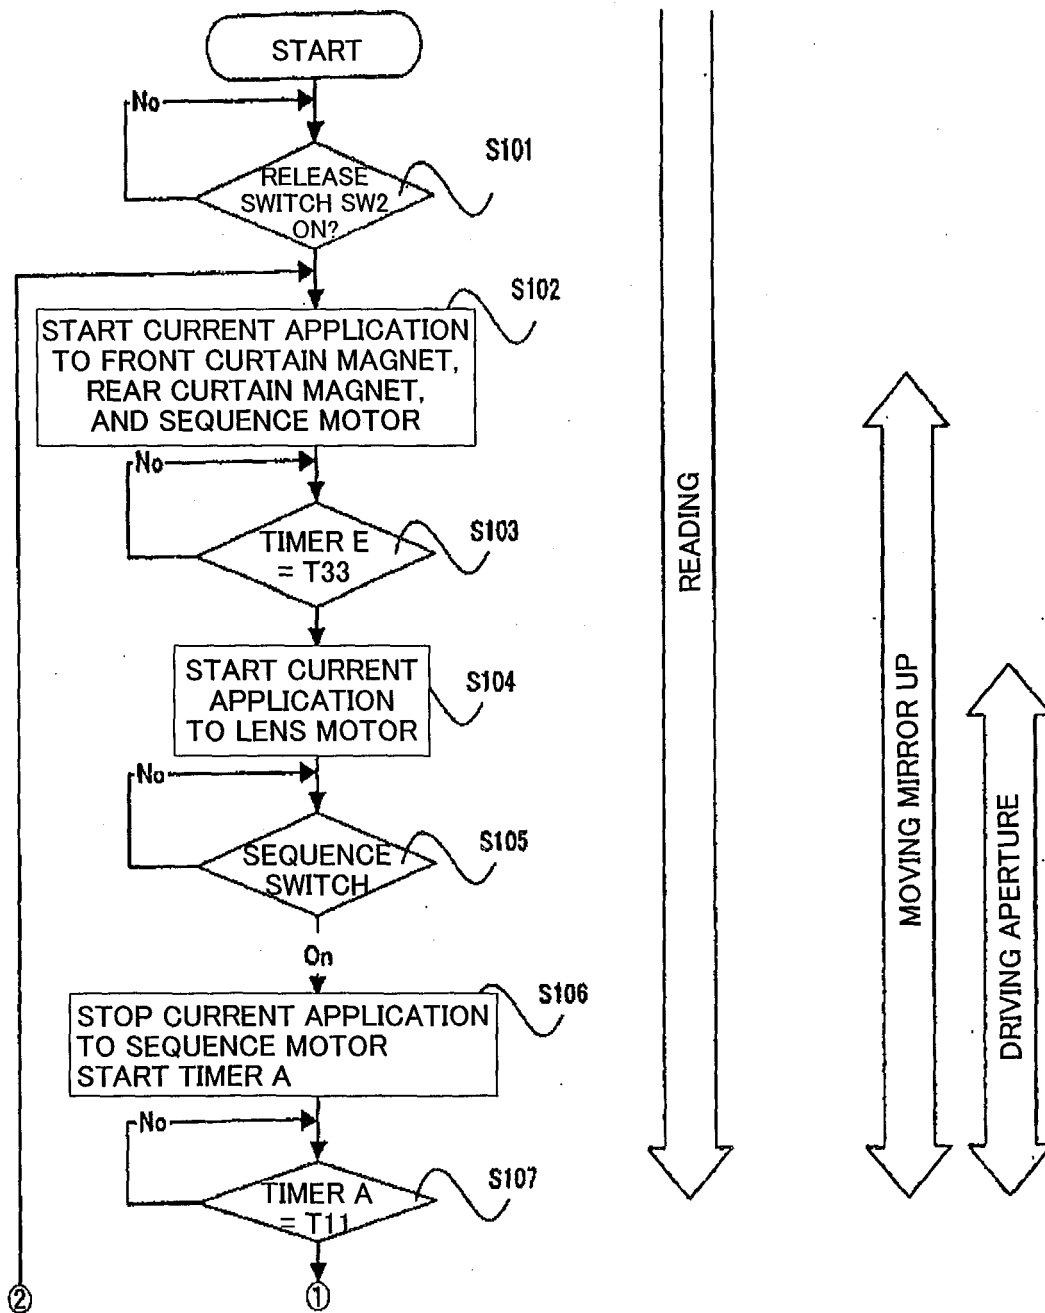 START
No
S101
RELEASE
SWITCH SW2
ON?
S102
START CURRENT APPLICATION
TO FRONT CURTAIN MAGNET,
REAR CURTAIN MAGNET,
AND SEQUENCE MOTOR
No
S103
TIMER E
= T33
START CURRENT
APPLICATION
TO LENS MOTOR
S104
No
S105
SEQUENCE
SWITCH
On
S106
STOP CURRENT APPLICATION
TO SEQUENCE MOTOR
START TIMER A
No
S107
TIMER A
= T11
②
①
READING
MOVING MIRROR UP
DRIVING APERTURE